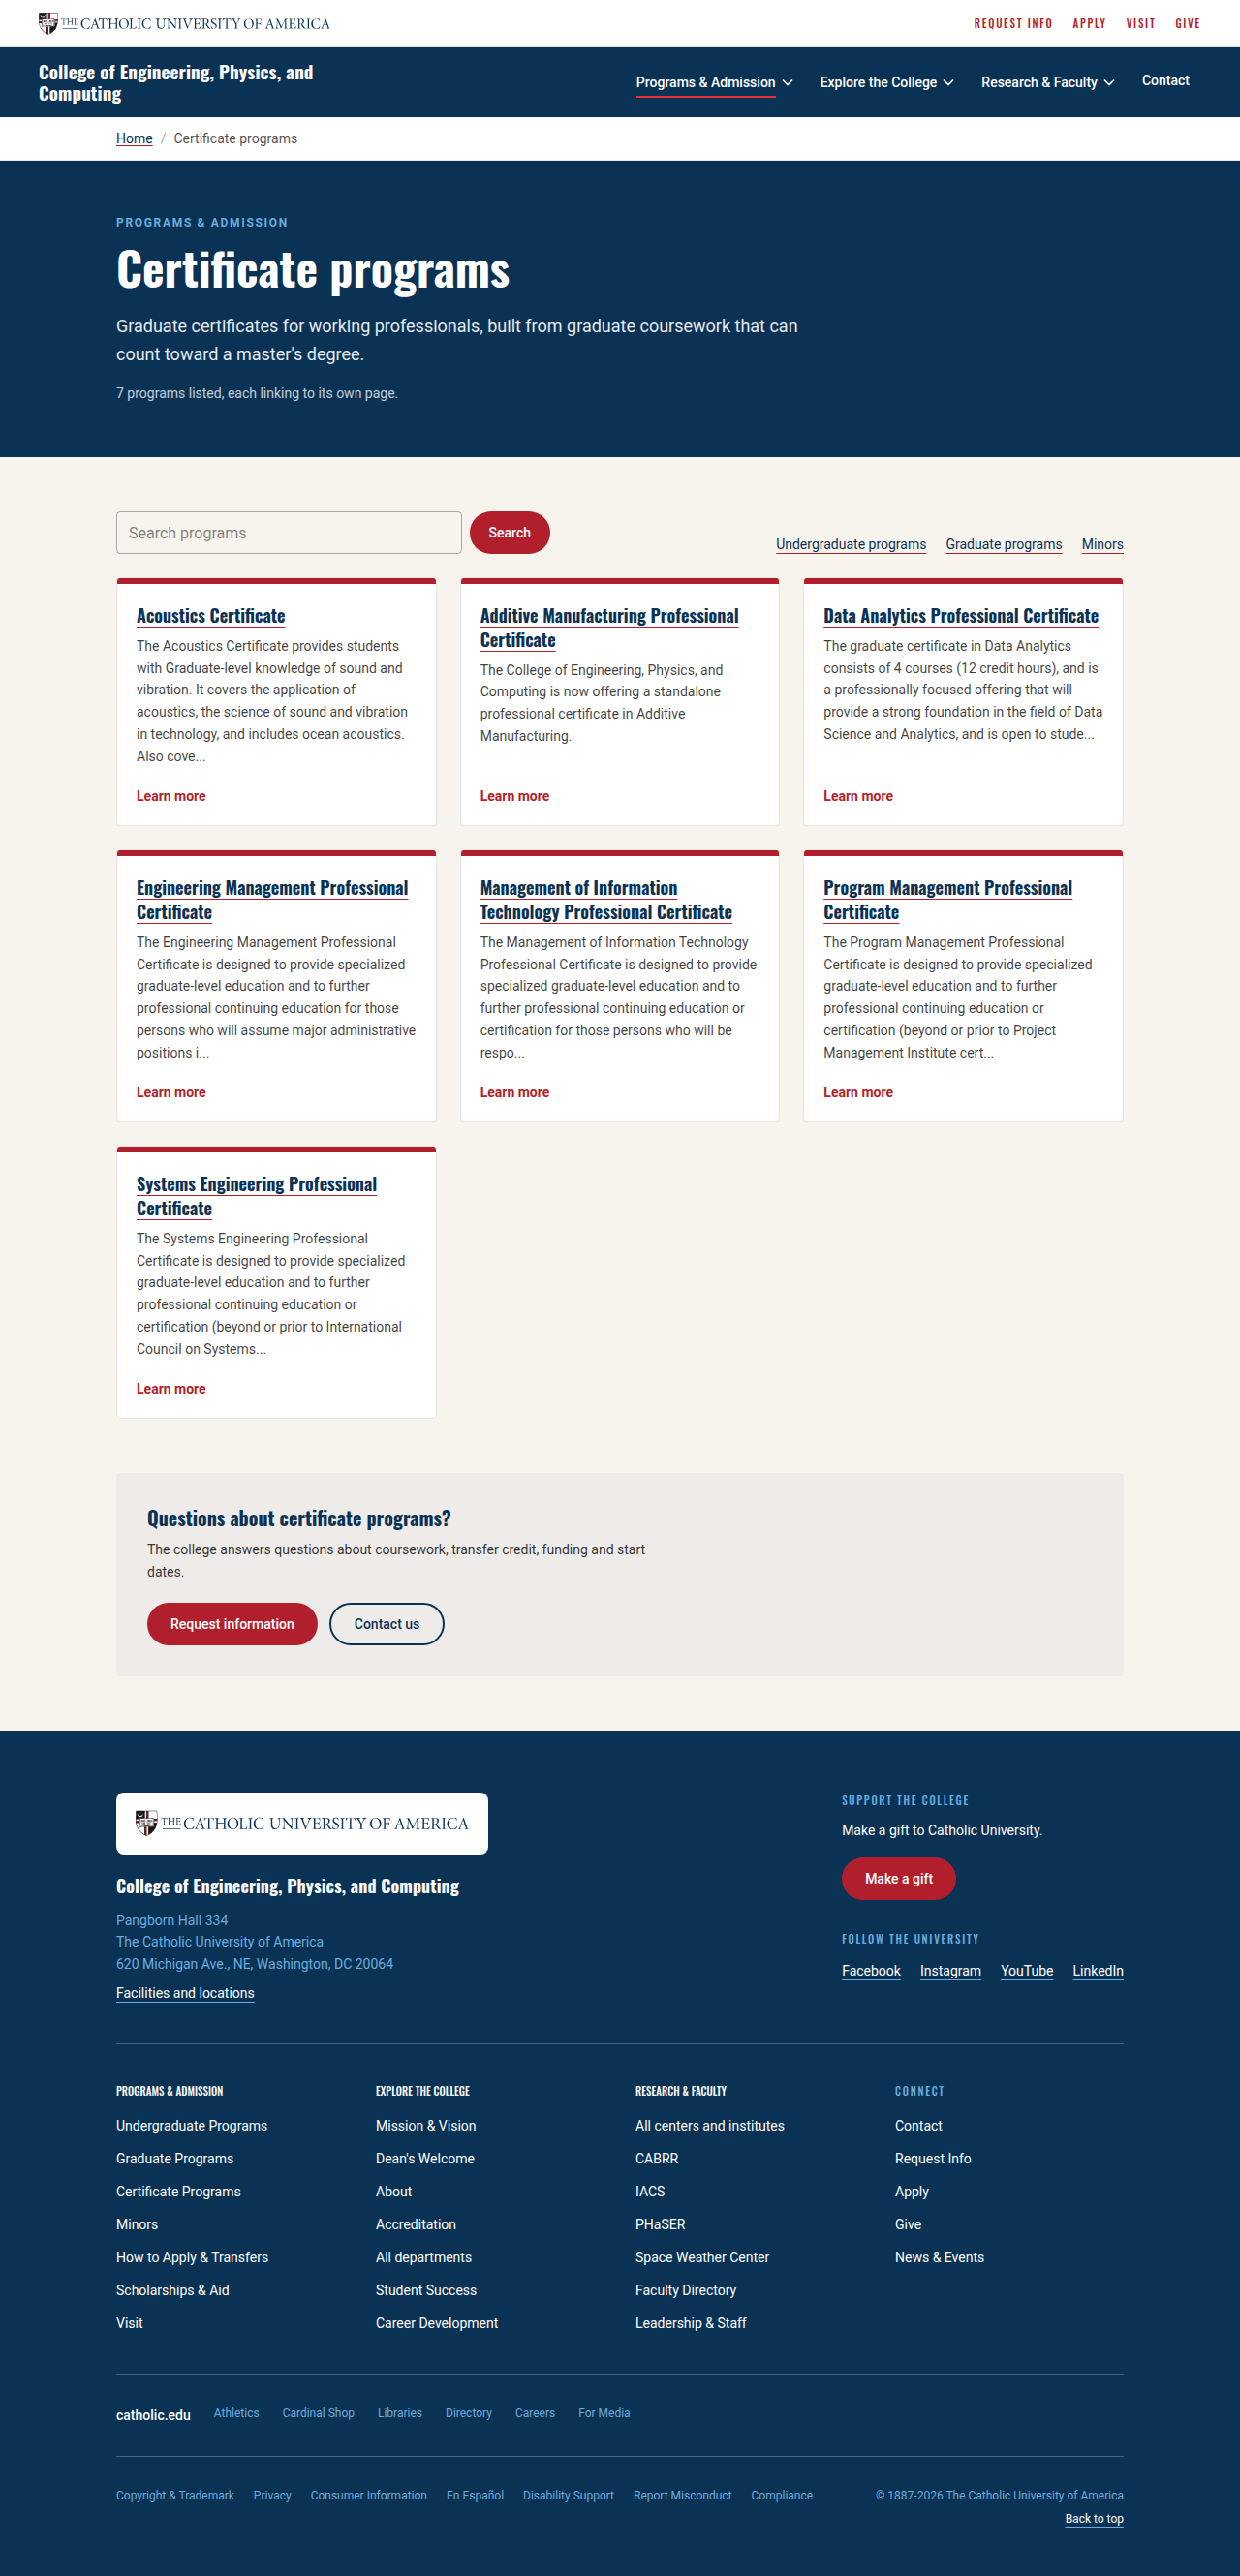 THE CATHOLIC UNIVERSITY OF AMERICA
REQUEST INFO APPLY VISIT GIVE
College of Engineering, Physics, and
Computing
Programs & Admission Explore the College Research & Faculty Contact
Home / Certificate programs
PROGRAMS & ADMISSION
Certificate programs
Graduate certificates for working professionals, built from graduate coursework that can
count toward a master's degree.
7 programs listed, each linking to its own page.
Search programs Search
Undergraduate programs Graduate programs Minors
Acoustics Certificate
The Acoustics Certificate provides students
with Graduate-level knowledge of sound and
vibration. It covers the application of
acoustics, the science of sound and vibration
in technology, and includes ocean acoustics.
Also cove...
Learn more
Additive Manufacturing Professional
Certificate
The College of Engineering, Physics, and
Computing is now offering a standalone
professional certificate in Additive
Manufacturing.
Learn more
Data Analytics Professional Certificate
The graduate certificate in Data Analytics
consists of 4 courses (12 credit hours), and is
a professionally focused offering that will
provide a strong foundation in the field of Data
Science and Analytics, and is open to stude...
Learn more
Engineering Management Professional
Certificate
The Engineering Management Professional
Certificate is designed to provide specialized
graduate-level education and to further
professional continuing education for those
persons who will assume major administrative
positions i...
Learn more
Management of Information
Technology Professional Certificate
The Management of Information Technology
Professional Certificate is designed to provide
specialized graduate-level education and to
further professional continuing education or
certification for those persons who will be
respo...
Learn more
Program Management Professional
Certificate
The Program Management Professional
Certificate is designed to provide specialized
graduate-level education and to further
professional continuing education or
certification (beyond or prior to Project
Management Institute cert...
Learn more
Systems Engineering Professional
Certificate
The Systems Engineering Professional
Certificate is designed to provide specialized
graduate-level education and to further
professional continuing education or
certification (beyond or prior to International
Council on Systems...
Learn more
Questions about certificate programs?
The college answers questions about coursework, transfer credit, funding and start
dates.
Request information Contact us
THE CATHOLIC UNIVERSITY OF AMERICA
College of Engineering, Physics, and Computing
Pangborn Hall 334
The Catholic University of America
620 Michigan Ave., NE, Washington, DC 20064
Facilities and locations
SUPPORT THE COLLEGE
Make a gift to Catholic University.
Make a gift
FOLLOW THE UNIVERSITY
Facebook Instagram YouTube LinkedIn
PROGRAMS & ADMISSION
Undergraduate Programs
Graduate Programs
Certificate Programs
Minors
How to Apply & Transfers
Scholarships & Aid
Visit
EXPLORE THE COLLEGE
Mission & Vision
Dean's Welcome
About
Accreditation
All departments
Student Success
Career Development
RESEARCH & FACULTY
All centers and institutes
CABRR
IACS
PHaSER
Space Weather Center
Faculty Directory
Leadership & Staff
CONNECT
Contact
Request Info
Apply
Give
News & Events
catholic.edu Athletics Cardinal Shop Libraries Directory Careers For Media
Copyright & Trademark Privacy Consumer Information En Español Disability Support Report Misconduct Compliance
© 1887-2026 The Catholic University of America
Back to top